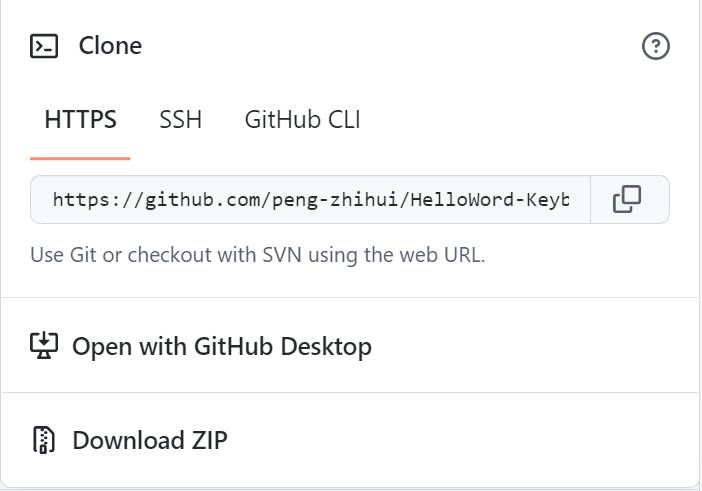 Clone
HTTPS SSH GitHub CLI
https://github.com/peng-zhihui/HelloWord-Keyb
Use Git or checkout with SVN using the web URL.
Open with GitHub Desktop
Download ZIP